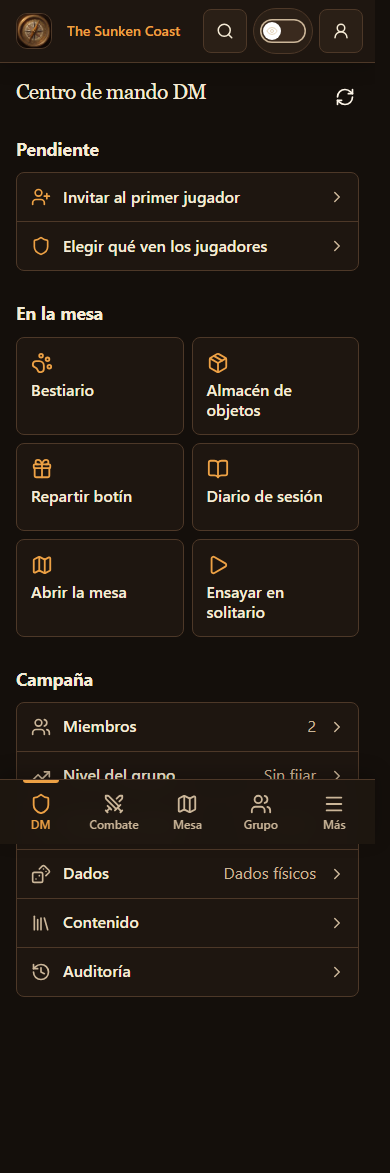 The Sunken Coast
Centro de mando DM
Pendiente
Invitar al primer jugador
Elegir qué ven los jugadores
En la mesa
Bestiario
Almacén de
objetos
Repartir botín
Diario de sesión
Abrir la mesa
Ensayar en
solitario
Campaña
Miembros 2
Nivel del grupo Sin fijar
DM Combate Mesa Grupo Más
Dados Dados físicos
Contenido
Auditoría